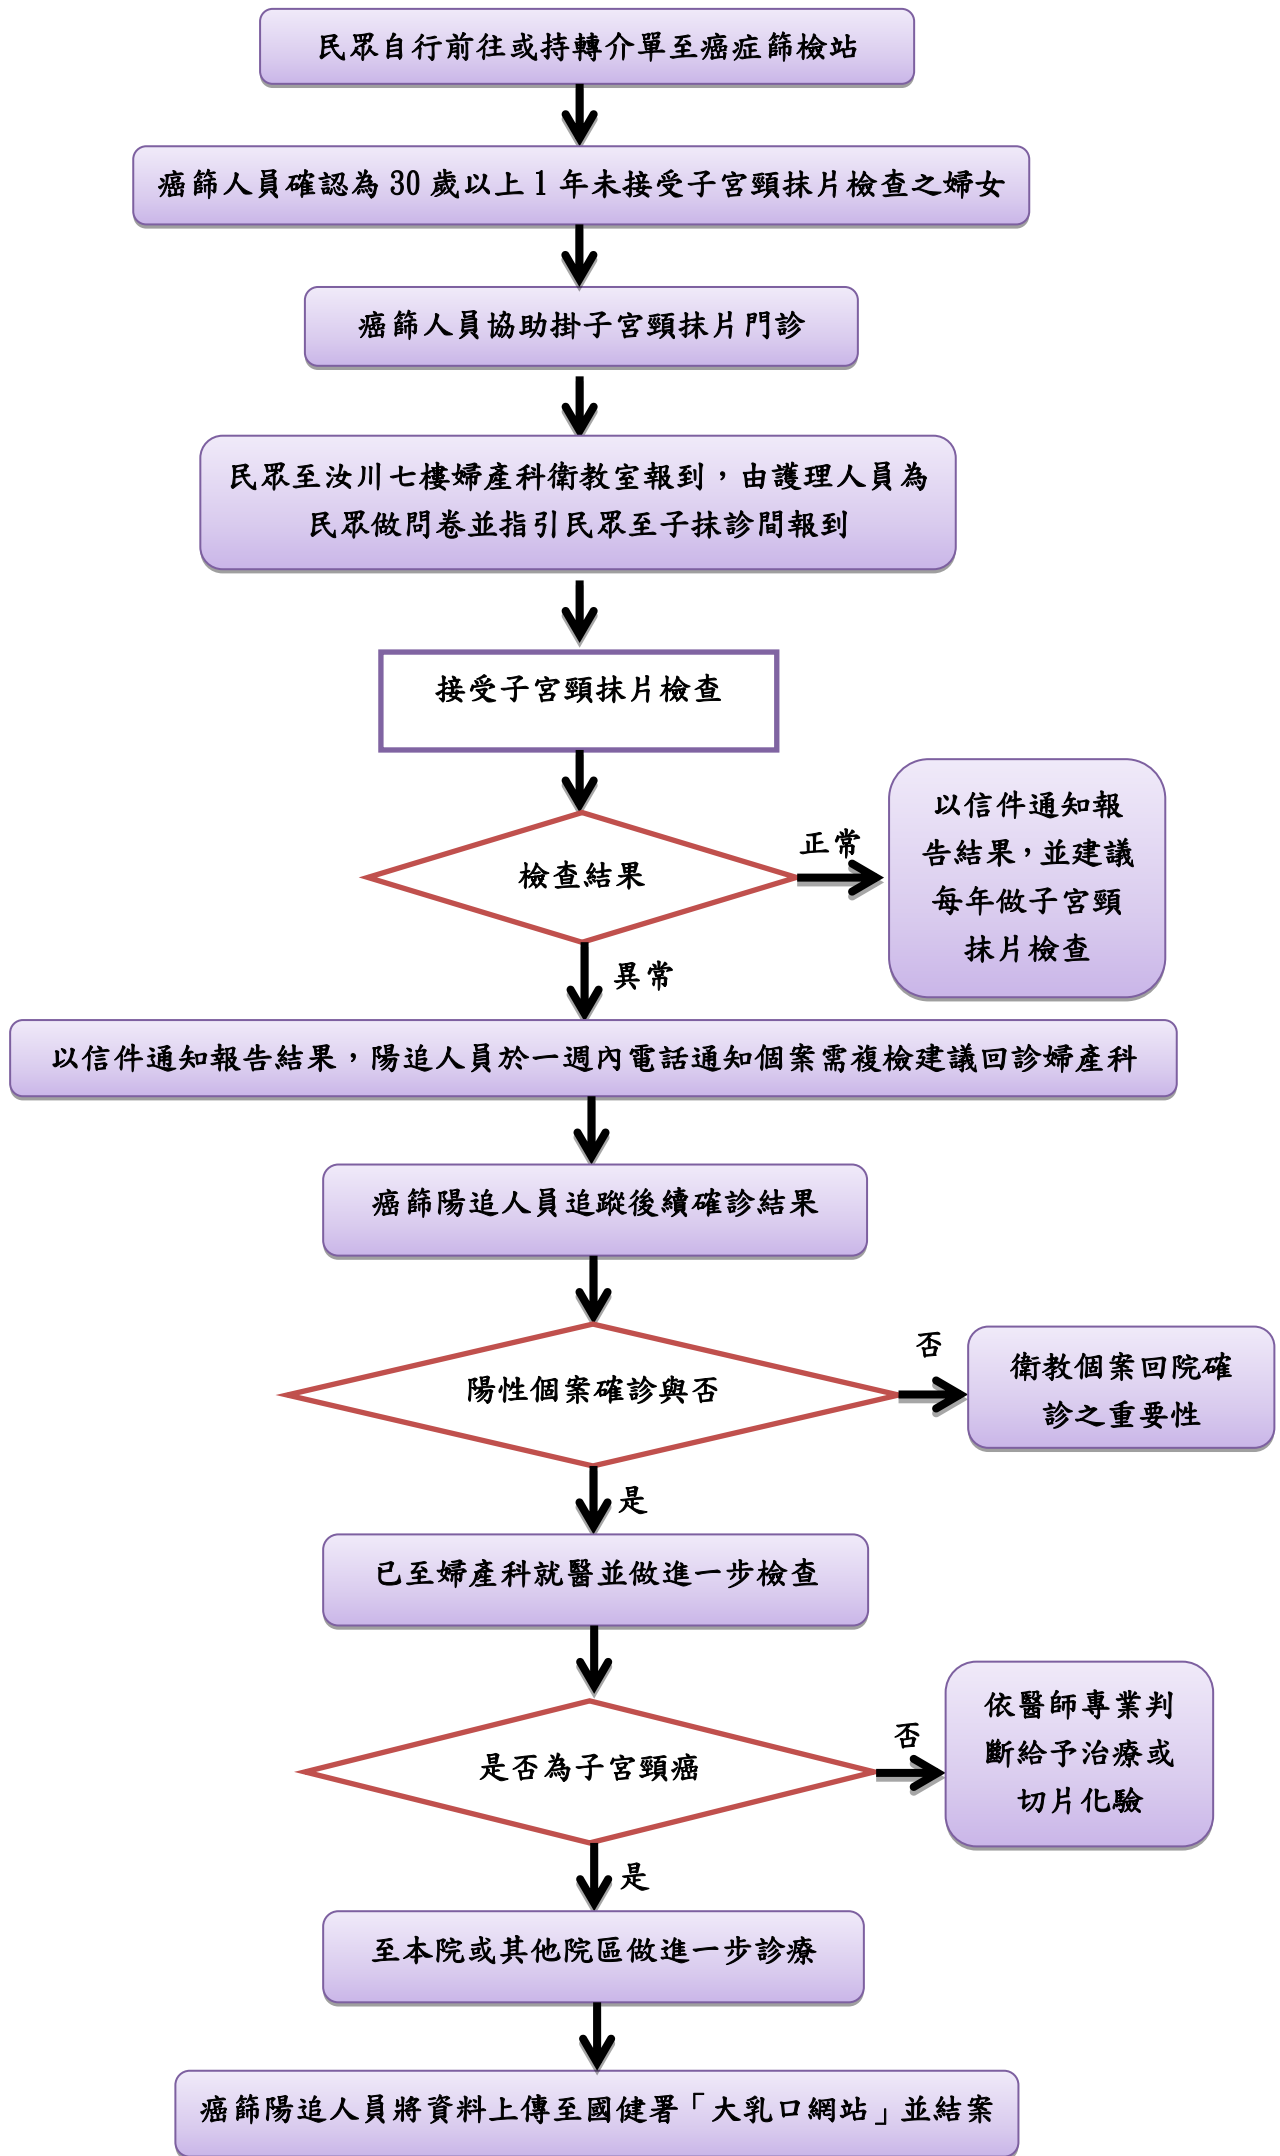 民眾自行前往或持轉介單至癌症篩檢站
癌篩人員確認為 30 歲以上 1 年未接受子宮頸抹片檢查之婦女
癌篩人員協助掛子宮頸抹片門診
民眾至汝川七樓婦產科衛教室報到，由護理人員為
民眾做問卷並指引民眾至子抹診間報到
接受子宮頸抹片檢查
檢查結果
正常
以信件通知報
告結果，並建議
每年做子宮頸
抹片檢查
異常
以信件通知報告結果，陽追人員於一週內電話通知個案需複檢建議回診婦產科
癌篩陽追人員追蹤後續確診結果
陽性個案確診與否
否
衛教個案回院確
診之重要性
是
已至婦產科就醫並做進一步檢查
是否為子宮頸癌
否
依醫師專業判
斷給予治療或
切片化驗
是
至本院或其他院區做進一步診療
癌篩陽追人員將資料上傳至國健署「大乳口網站」並結案